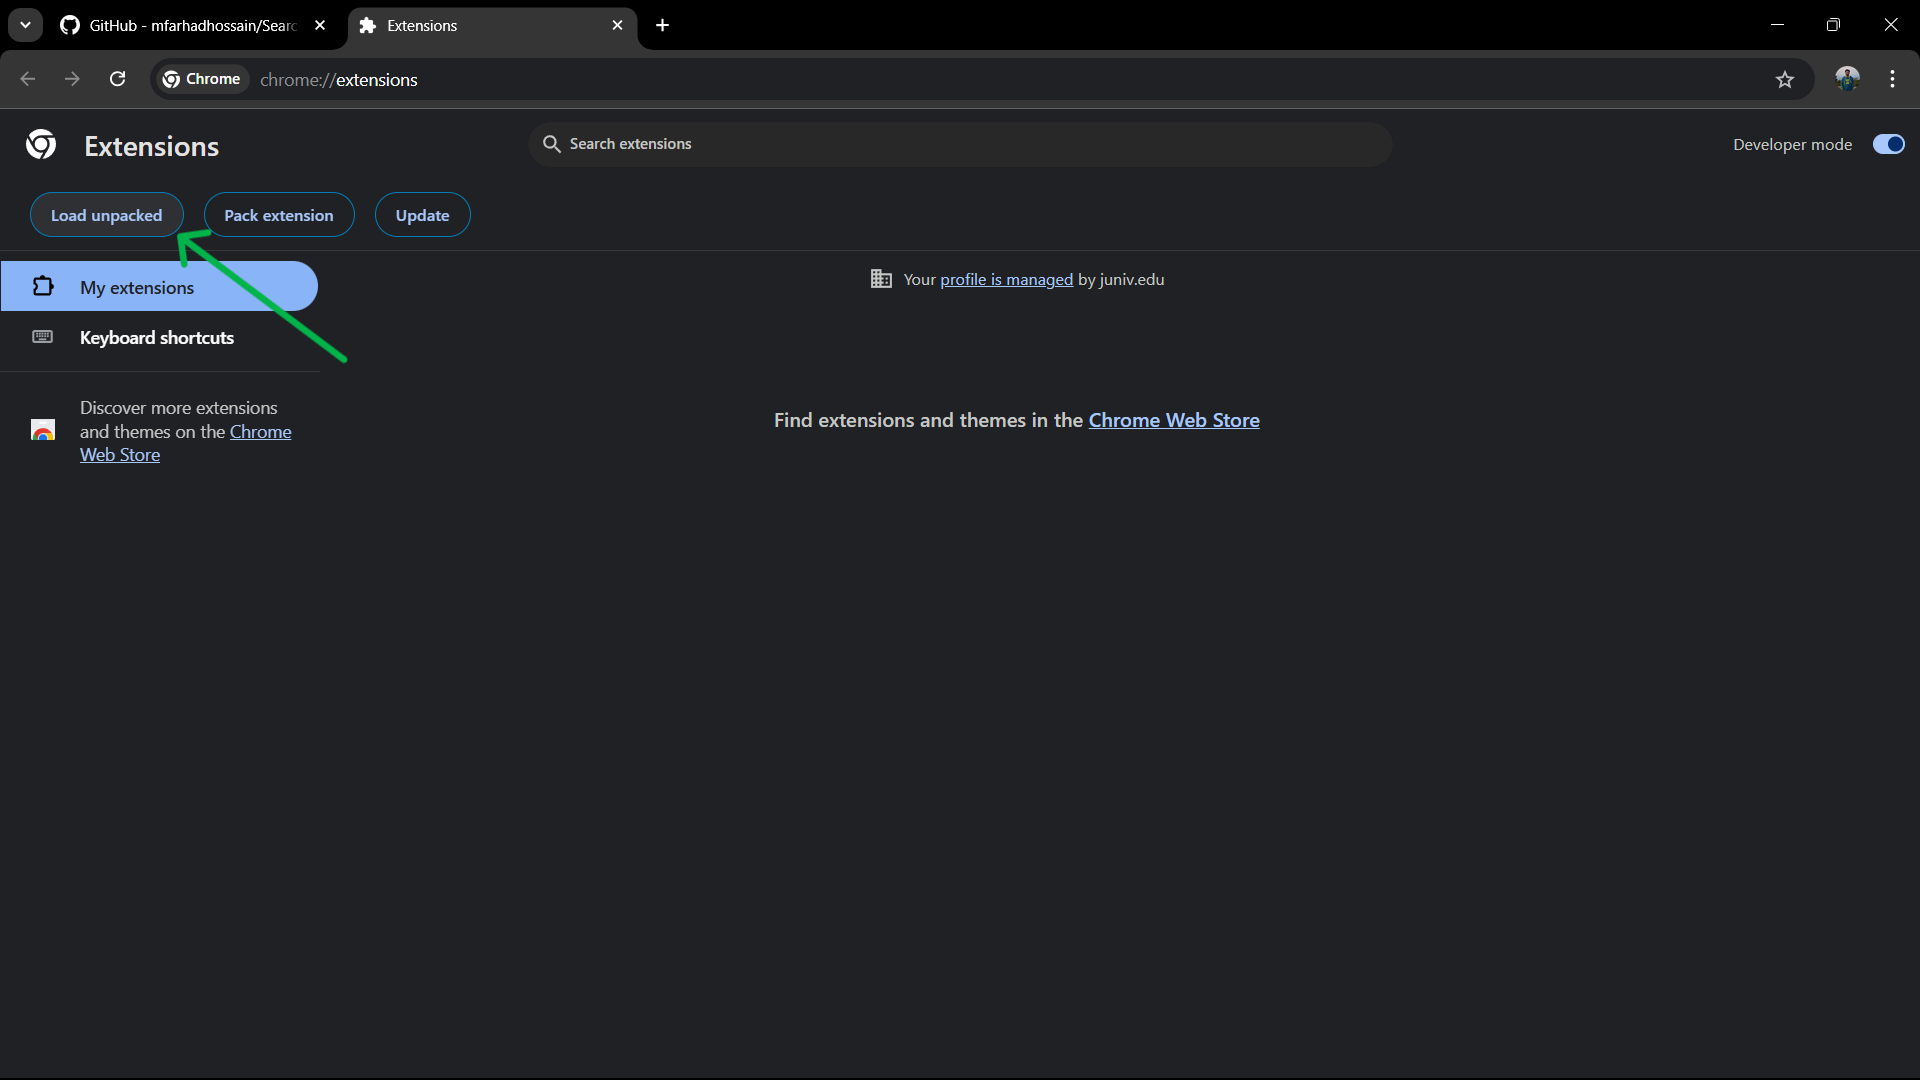 GitHub - mfarhadhossain/Searc
Extensions
Chrome
chrome://extensions
Extensions
Search extensions
Developer mode
Load unpacked
Pack extension
Update
My extensions
Your profile is managed by juniv.edu
Keyboard shortcuts
Discover more extensions
and themes on the Chrome
Web Store
Find extensions and themes in the Chrome Web Store